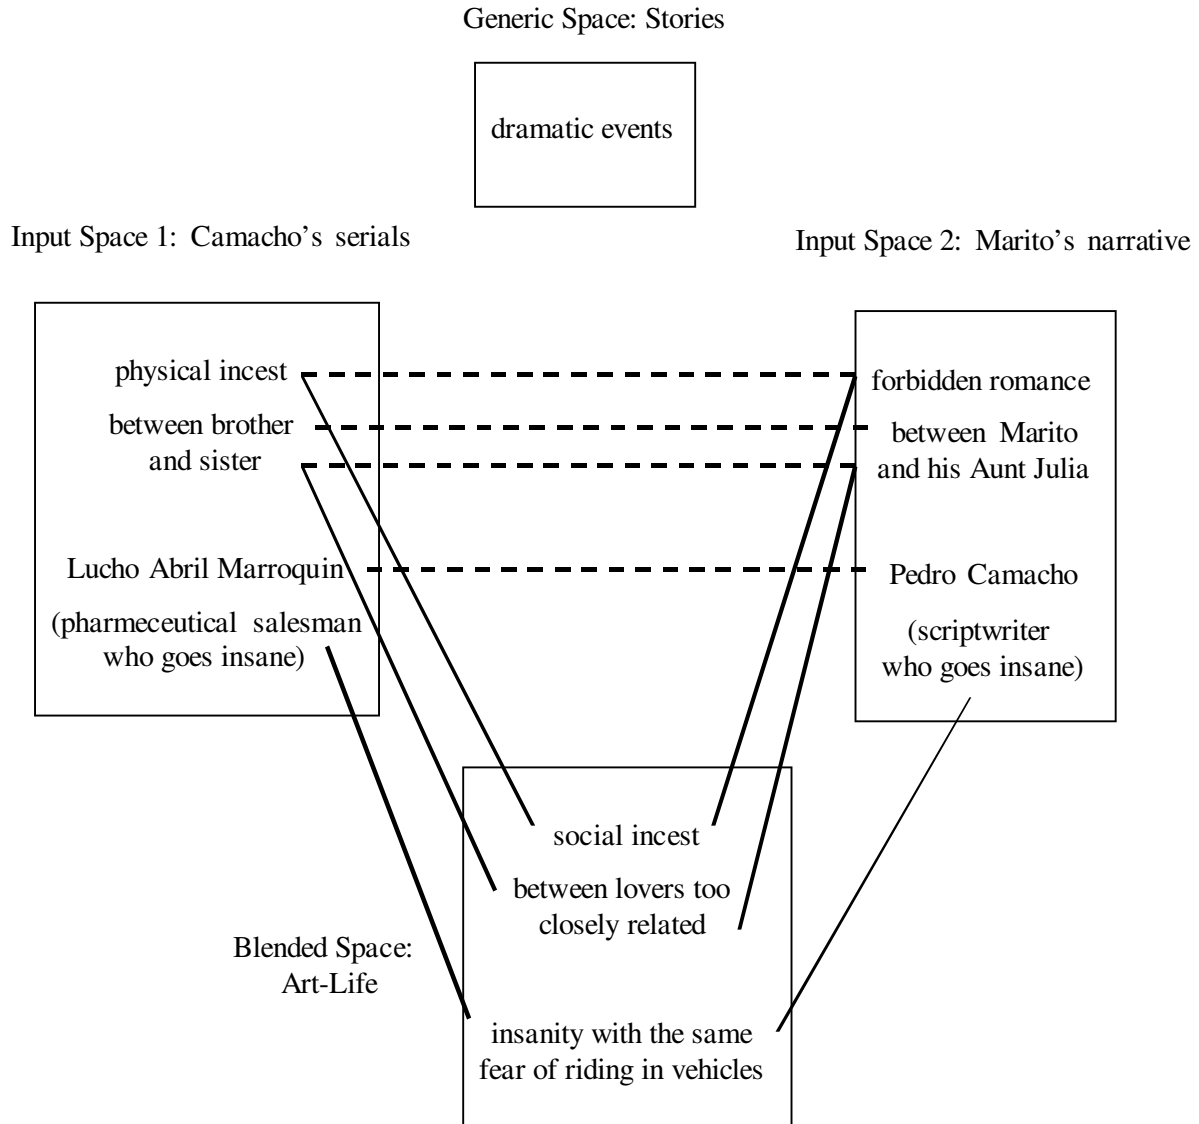 Generic Space: Stories
dramatic events
Input Space 1: Camacho's serials
Input Space 2: Marito's narrative
physical incest
between brother
and sister
Lucho Abril Marroquin
(pharmeceutical salesman
who goes insane)
forbidden romance
between Marito
and his Aunt Julia
Pedro Camacho
(scriptwriter
who goes insane)
social incest
between lovers too
closely related
Blended Space:
Art-Life
insanity with the same
fear of riding in vehicles